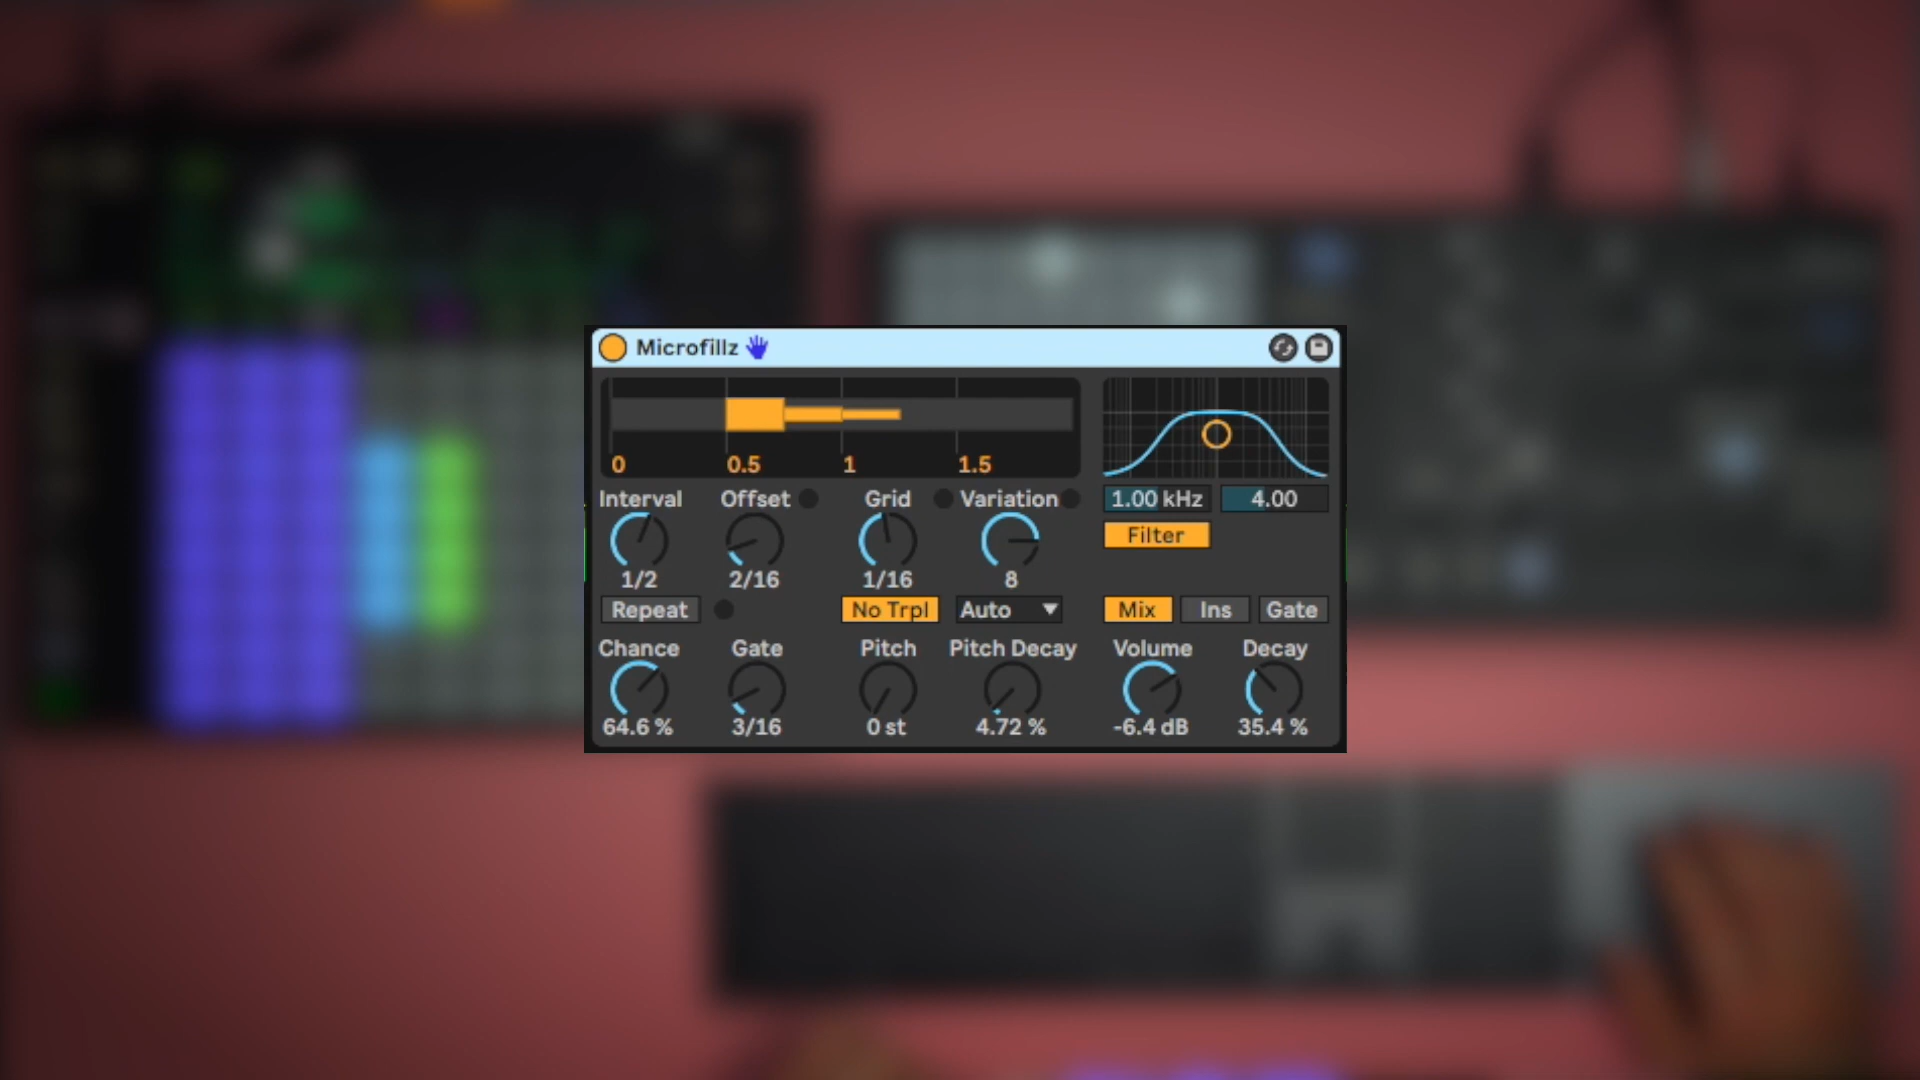 Microfillz
0 0.5 1 1.5
Interval Offset Grid Variation 1.00 kHz 4.00
Filter
1/2 2/16 1/16 8
Repeat No Trpl Auto Mix Ins Gate
Chance Gate Pitch Pitch Decay Volume Decay
64.6 % 3/16 0 st 4.72 % -6.4 dB 35.4 %